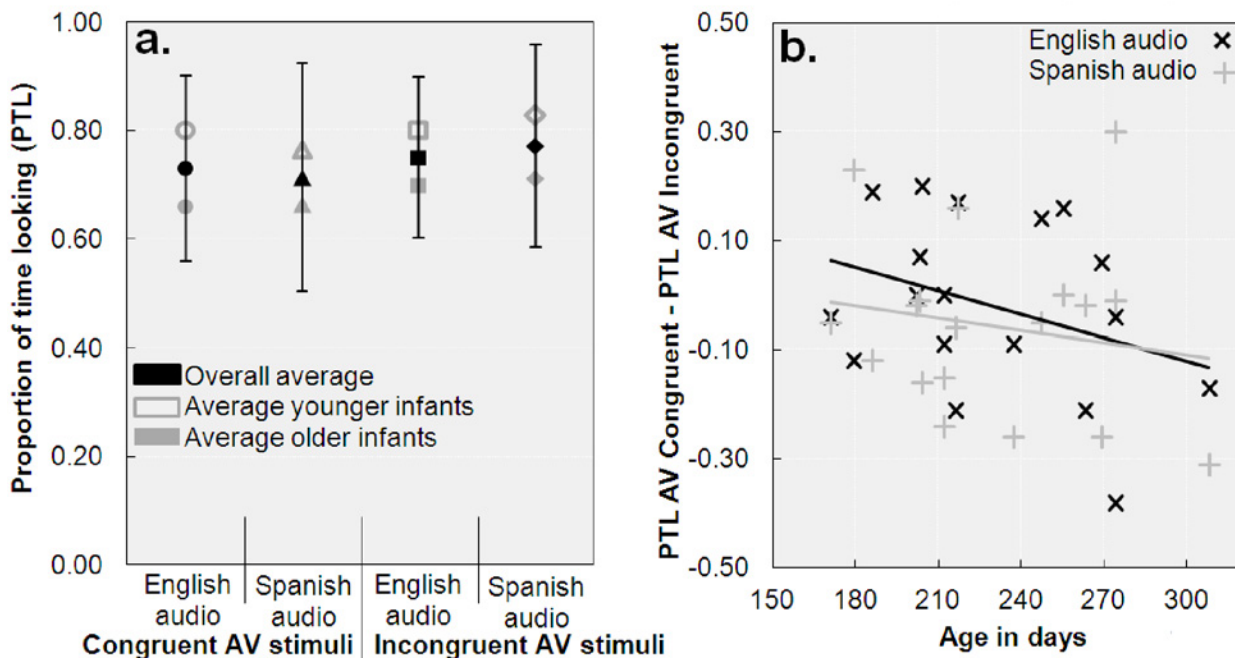 a.
Proportion of time looking (PTL)
1.00
0.80
0.60
0.40
0.20
0.00
Overall average
Average younger infants
Average older infants
English
audio
Spanish
audio
English
audio
Spanish
audio
Congruent AV stimuli
Incongruent AV stimuli
b.
PTL AV Congruent - PTL AV Incongruent
0.50
0.30
0.10
-0.10
-0.30
-0.50
English audio
Spanish audio
150 180 210 240 270 300
Age in days